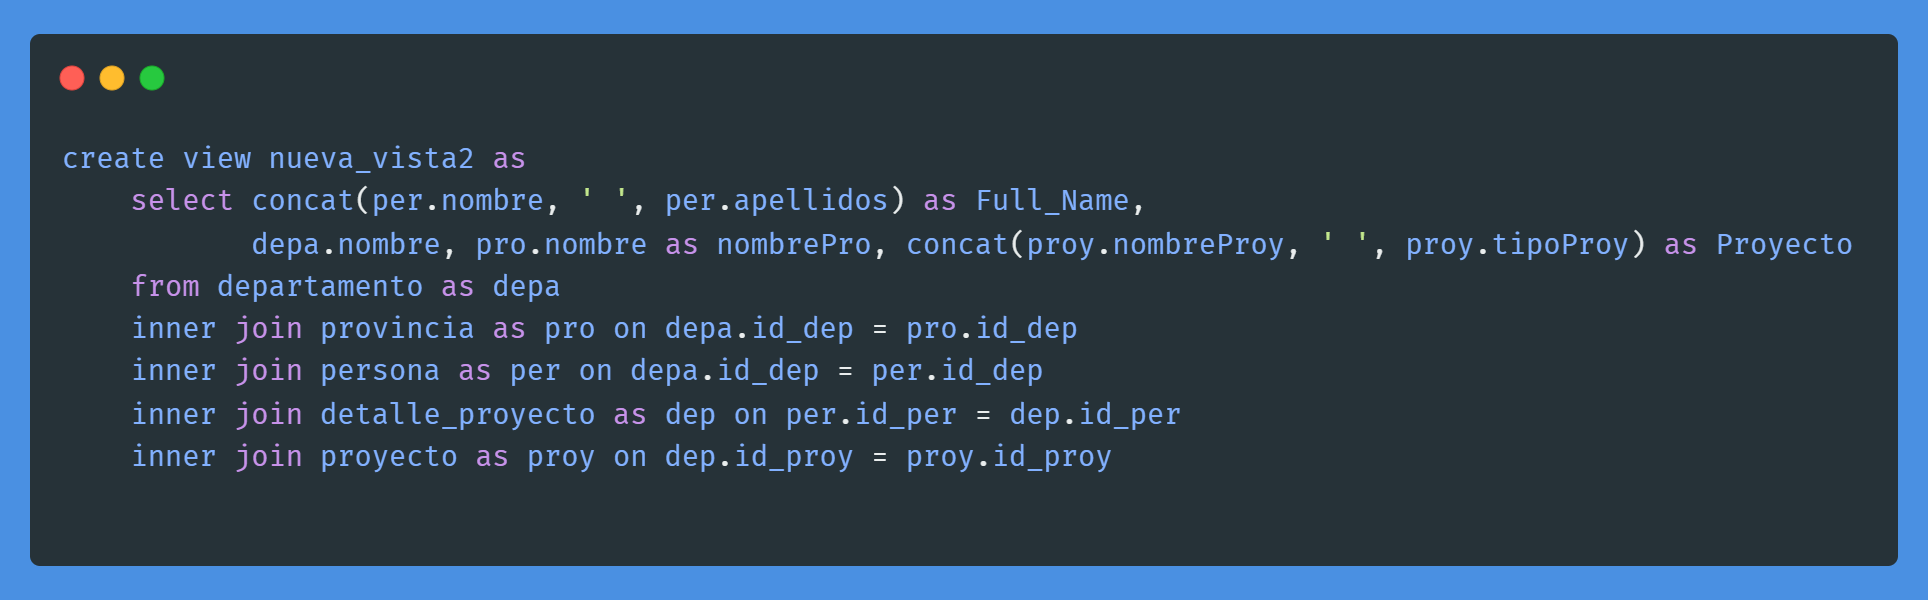 create view nueva_vista2 as
    select concat(per.nombre, ' ', per.apellidos) as Full_Name,
           depa.nombre, pro.nombre as nombrePro, concat(proy.nombreProy, ' ', proy.tipoProy) as Proyecto
    from departamento as depa
    inner join provincia as pro on depa.id_dep = pro.id_dep
    inner join persona as per on depa.id_dep = per.id_dep
    inner join detalle_proyecto as dep on per.id_per = dep.id_per
    inner join proyecto as proy on dep.id_proy = proy.id_proy